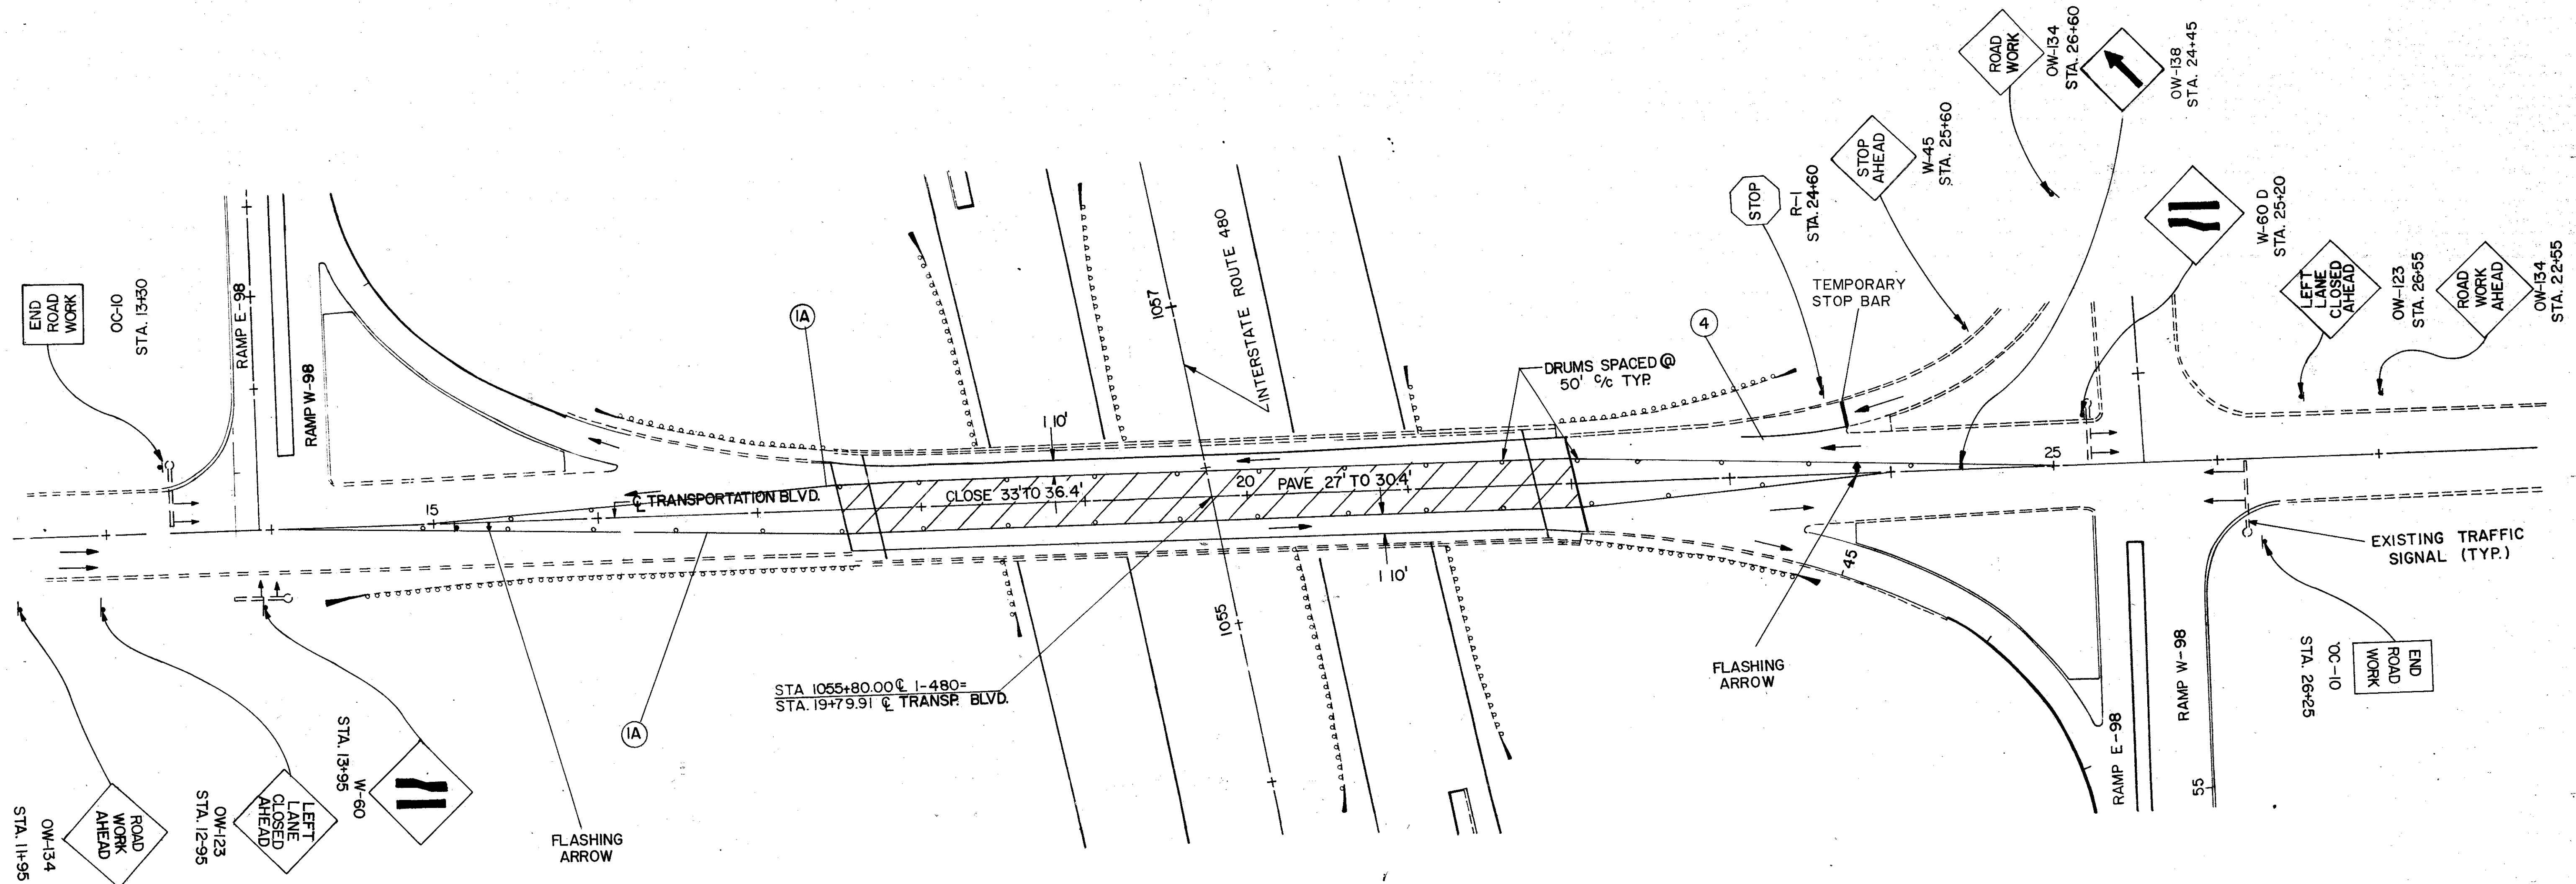 END
ROAD
WORK
OC-10
STA. 13+30
RAMP E-98
RAMP W-98
1A
1057
INTERSTATE ROUTE 480
1 10'
℄ TRANSPORTATION BLVD.
15
CLOSE 33' TO 36.4'
20
PAVE 27' TO 30.4'
DRUMS SPACED @
50' c/c TYP.
4
STOP
R-1
STA. 24+60
STOP
AHEAD
W-45
STA. 25+60
TEMPORARY
STOP BAR
ROAD
WORK
OW-134
STA. 26+60
OW-138
STA. 24+45
W-60 D
STA. 25+20
LEFT
LANE
CLOSED
AHEAD
OW-123
STA. 26+55
ROAD
WORK
AHEAD
OW-134
STA. 22+55
25
EXISTING TRAFFIC
SIGNAL (TYP.)
45
1 10'
1055
STA 1055+80.00 ℄ I-480=
STA. 19+79.91 ℄ TRANSP. BLVD.
1A
FLASHING
ARROW
FLASHING
ARROW
RAMP E-98
RAMP W-98
55
END
ROAD
WORK
OC-10
STA. 26+25
W-60
STA. 13+95
LEFT
LANE
CLOSED
AHEAD
OW-123
STA. 12-95
ROAD
WORK
AHEAD
OW-134
STA. 11+95